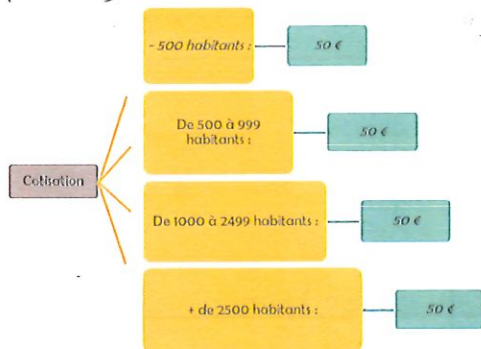 - 500 habitants :
50 €
De 500 à 999
habitants :
50 €
Cotisation
De 1000 à 2499 habitants :
50 €
+ de 2500 habitants :
50 €